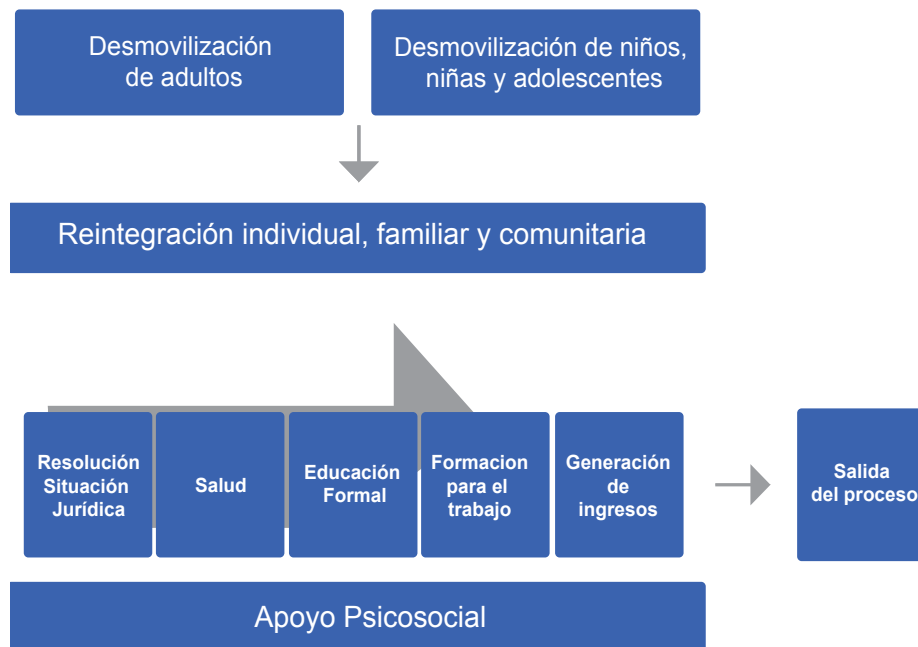 Desmovilización
de adultos
Desmovilización de niños,
niñas y adolescentes
Reintegración individual, familiar y comunitaria
Resolución
Situación
Jurídica
Salud
Educación
Formal
Formacion
para el
trabajo
Generación
de
ingresos
Salida
del proceso
Apoyo Psicosocial